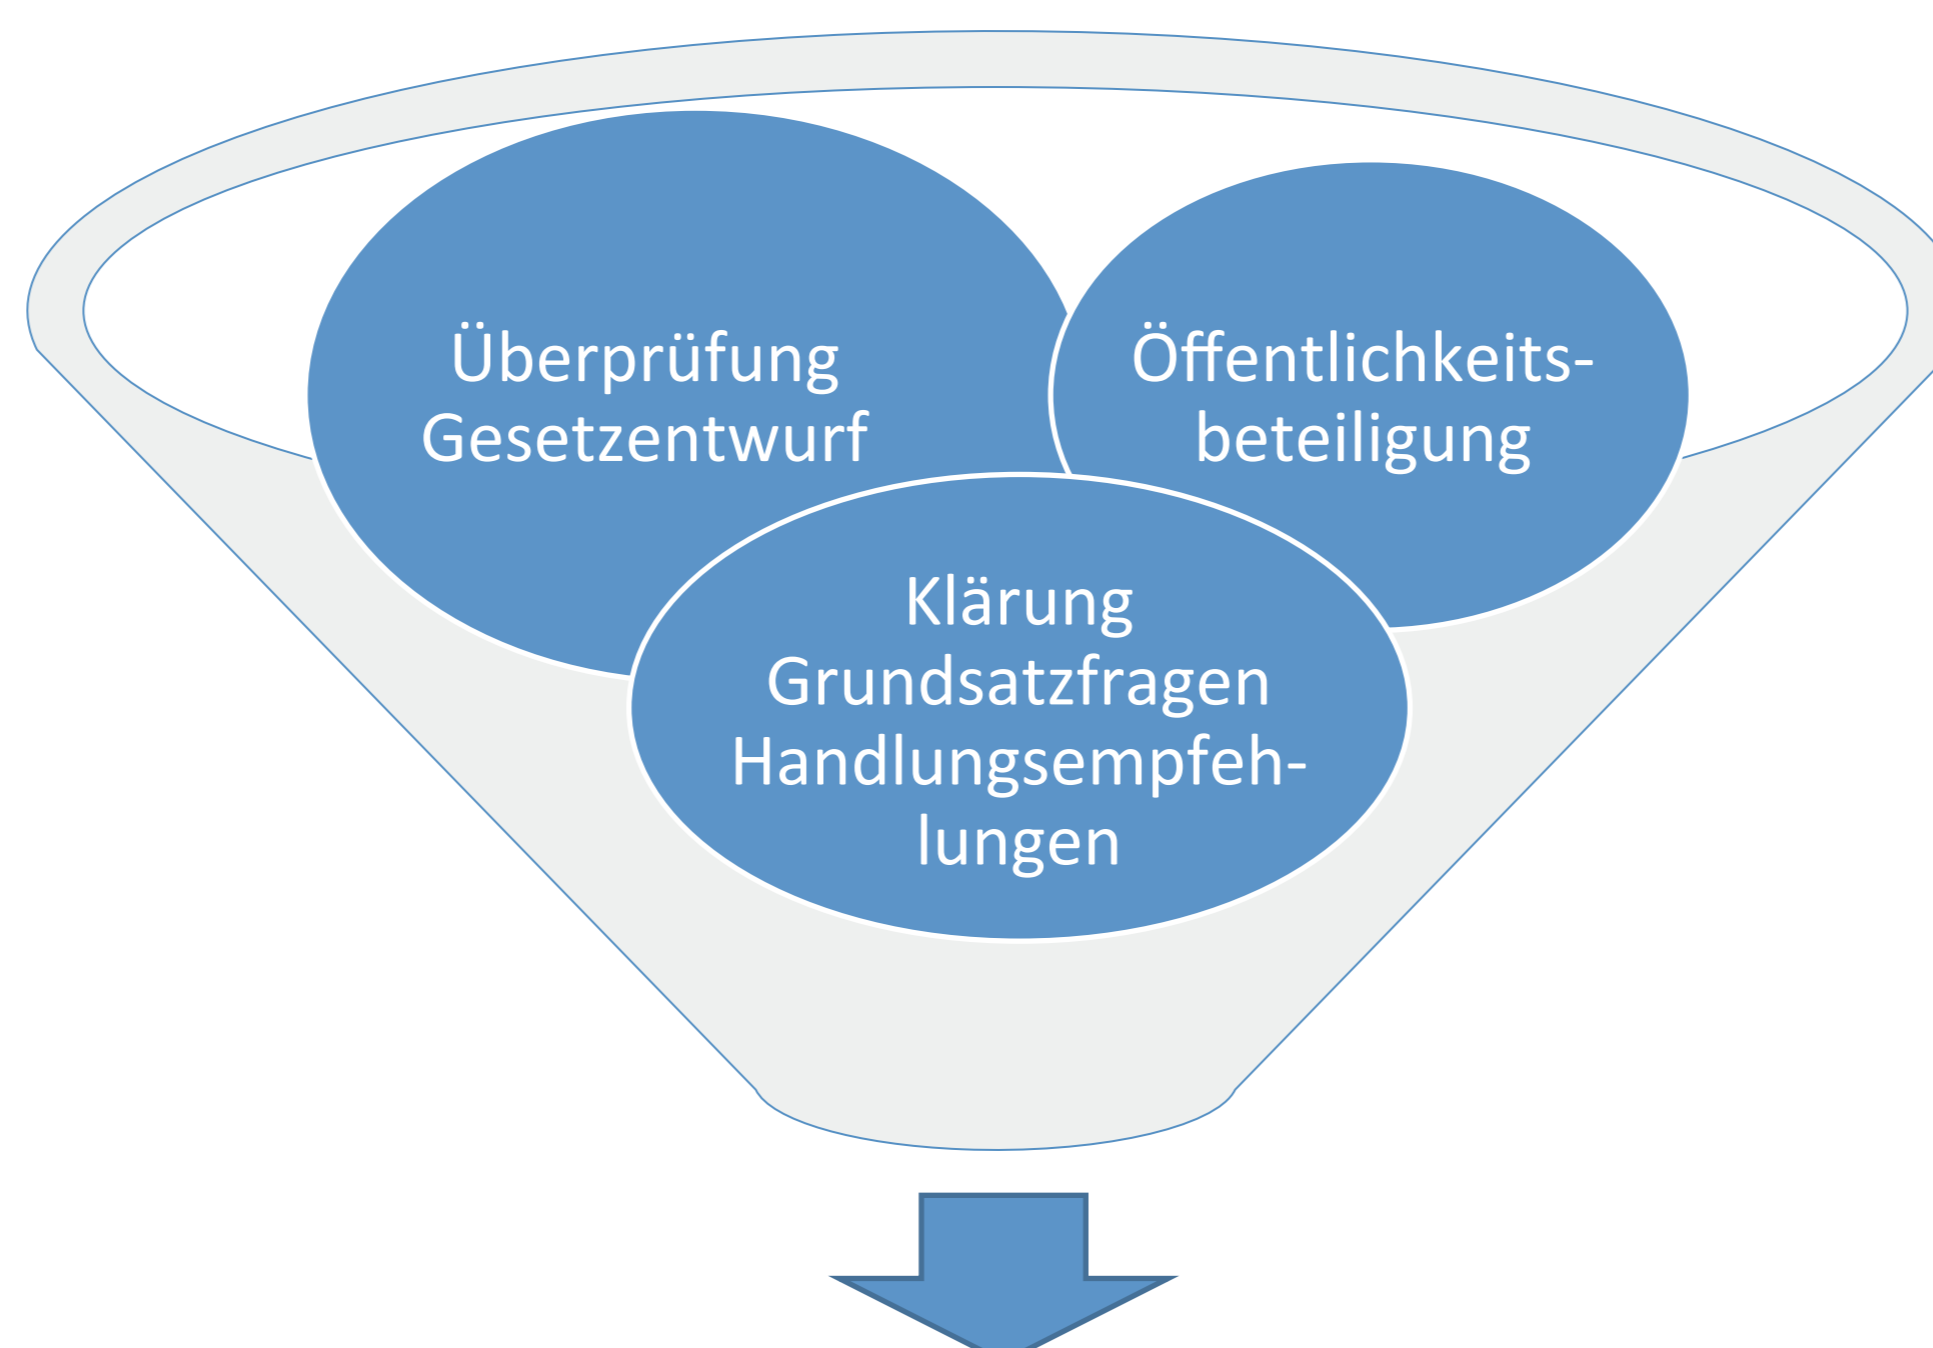 Überprüfung
Gesetzentwurf
Öffentlichkeits-
beteiligung
Klärung
Grundsatzfragen
Handlungsempfeh-
lungen